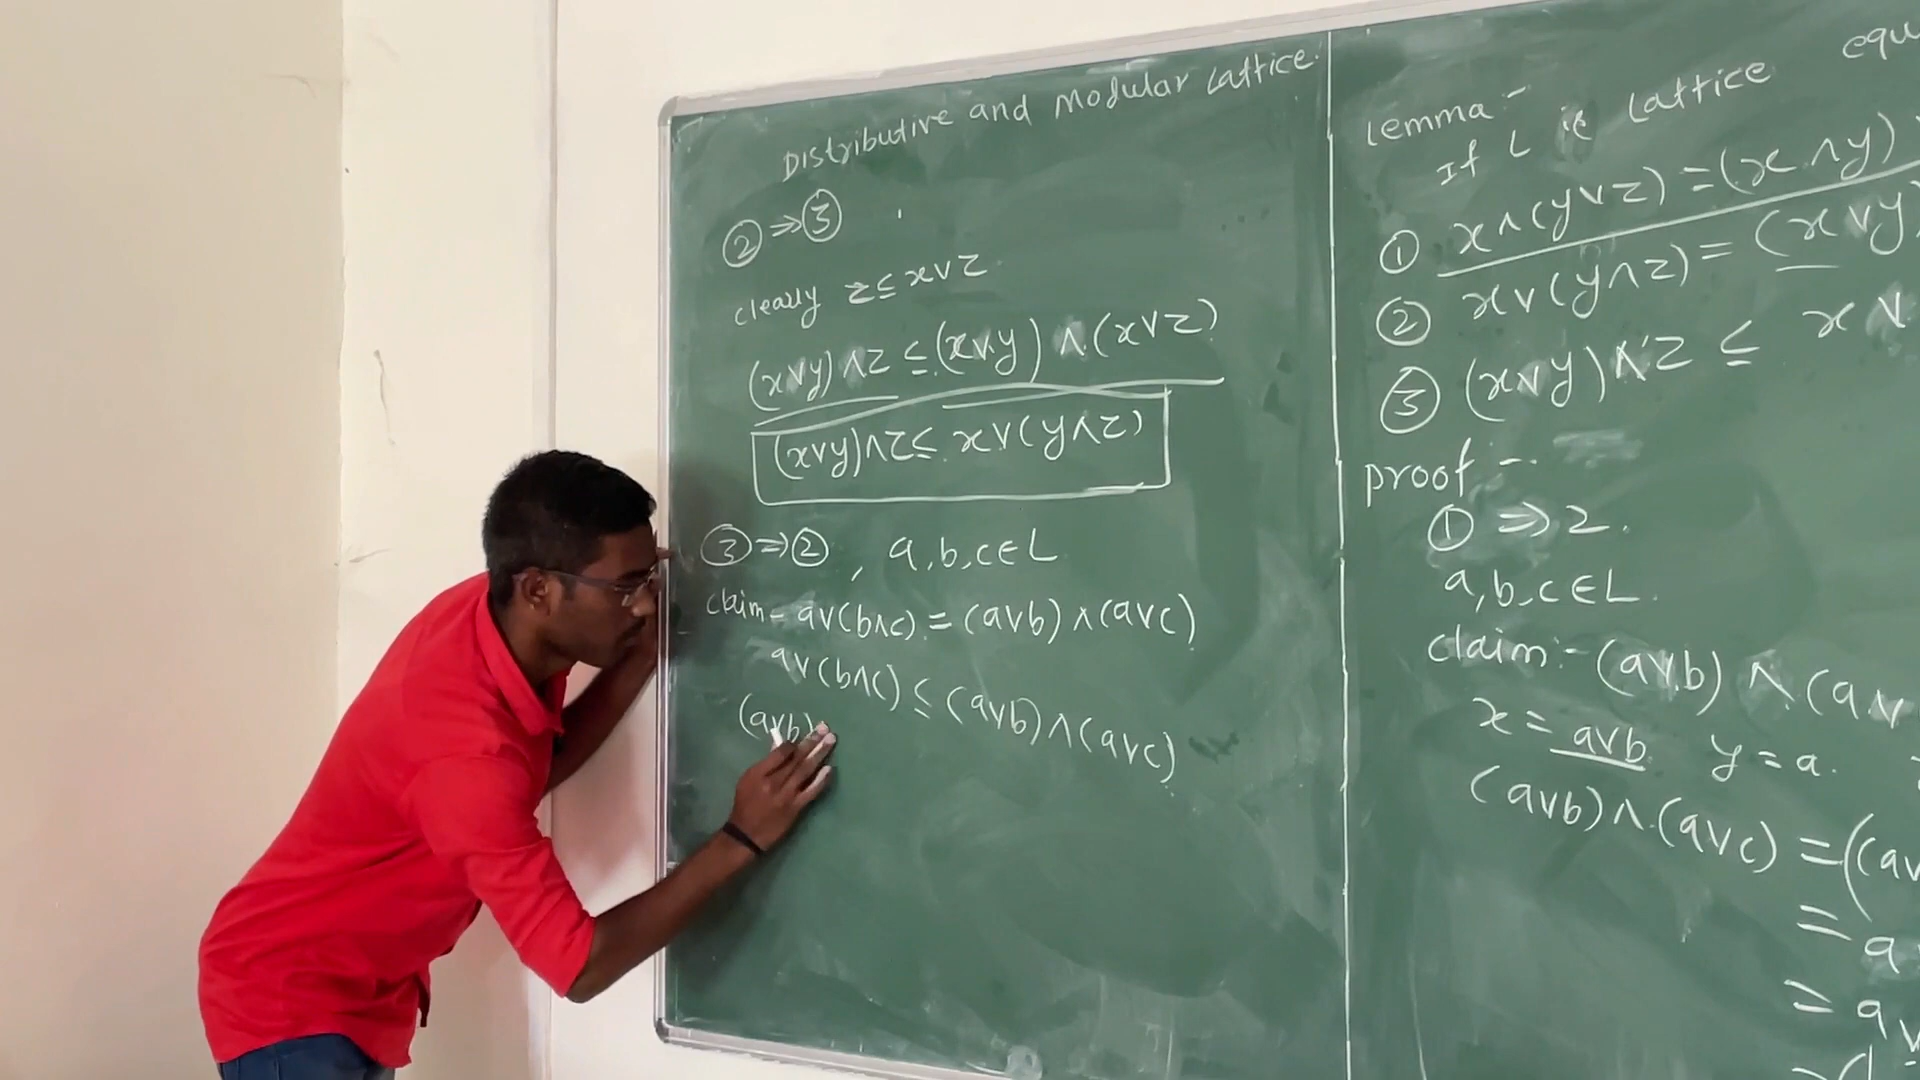 Distributive and Modular Lattice.
② ⇒ ③
clearly z ≤ x∨z
(x∨y)∧z ≤ (x∨y)∧(x∨z)
(x∨y)∧z ≤ x∨(y∧z)
③ ⇒ ② , a,b,c∈L
claim - a∨(b∧c) = (a∨b)∧(a∨c)
a∨(b∧c) ≤ (a∨b)∧(a∨c)
(a∨b)
Lemma:-
If L is Lattice equ
① x∧(y∨z) = (x∧y)
② x∨(y∧z) = (x∨y)
③ (x∨y)∧z ≤ x∨
proof -
① ⇒ 2.
a,b,c∈L.
claim:- (a∨b)∧(a∨
x = a∨b y = a.
(a∨b)∧(a∨c) = ((a∨
= a
= a∨